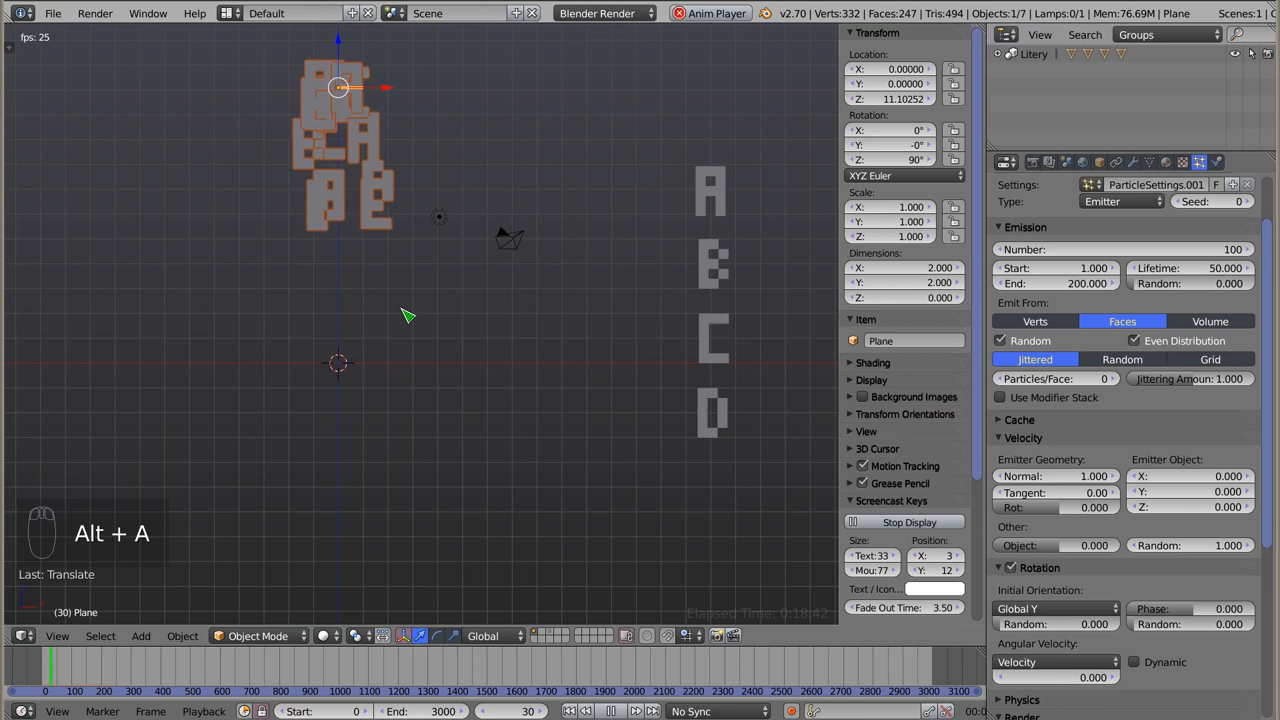 File Render Window Help Default Scene Blender Render Anim Player v2.70 | Verts:332 | Faces:247 | Tris:494 | Objects:1/7 | Lamps:0/1 | Mem:76.69M | Plane Scenes:1 | C
fps: 25
A
B
C
D
Alt + A
Last: Translate
(30) Plane
Elapsed Time: 0:18:42
Transform
Location:
X: 0.00000
Y: 0.00000
Z: 11.10252
Rotation:
X: 0°
Y: -0°
Z: 90°
XYZ Euler
Scale:
X: 1.000
Y: 1.000
Z: 1.000
Dimensions:
X: 2.000
Y: 2.000
Z: 0.000
Item
Plane
Shading
Display
Background Images
Transform Orientations
View
3D Cursor
Motion Tracking
Grease Pencil
Screencast Keys
Stop Display
Size: Position:
Text:33 X: 3
Mou:77 Y: 12
Text / Icon...
Fade Out Time: 3.50
View Search Groups
Litery
Settings: ParticleSettings.001 F
Type: Emitter Seed: 0
Emission
Number: 100
Start: 1.000 Lifetime: 50.000
End: 200.000 Random: 0.000
Emit From:
Verts Faces Volume
Random Even Distribution
Jittered Random Grid
Particles/Face: 0 Jittering Amoun: 1.000
Use Modifier Stack
Cache
Velocity
Emitter Geometry: Emitter Object:
Normal: 1.000 X: 0.000
Tangent: 0.00 Y: 0.000
Rot: 0.000 Z: 0.000
Other:
Object: 0.000 Random: 1.000
Rotation
Initial Orientation:
Global Y Phase: 0.000
Random: 0.000 Random: 0.000
Angular Velocity:
Velocity Dynamic
0.000
Physics
Render
View Select Add Object Object Mode Global
0 100 200 300 400 500 600 700 800 900 1000 1100 1200 1300 1400 1500 1600 1700 1800 1900 2000 2100 2200 2300 2400 2500 2600 2700 2800 2900 3000 3100
View Marker Frame Playback Start: 0 End: 3000 30 No Sync 00:0